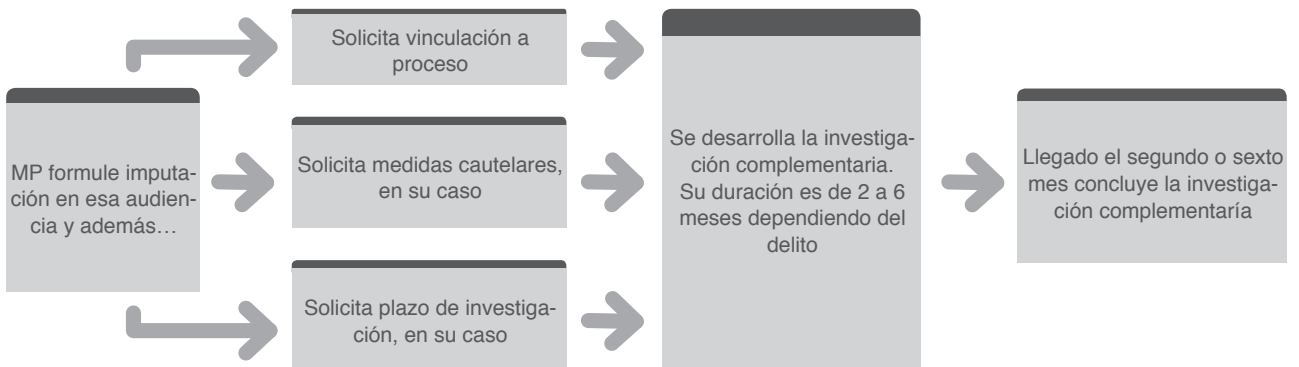 MP formule imputa-
ción en esa audien-
cia y además…
Solicita vinculación a
proceso
Solicita medidas cautelares,
en su caso
Solicita plazo de investiga-
ción, en su caso
Se desarrolla la investiga-
ción complementaria.
Su duración es de 2 a 6
meses dependiendo del
delito
Llegado el segundo o sexto
mes concluye la investiga-
ción complementaría